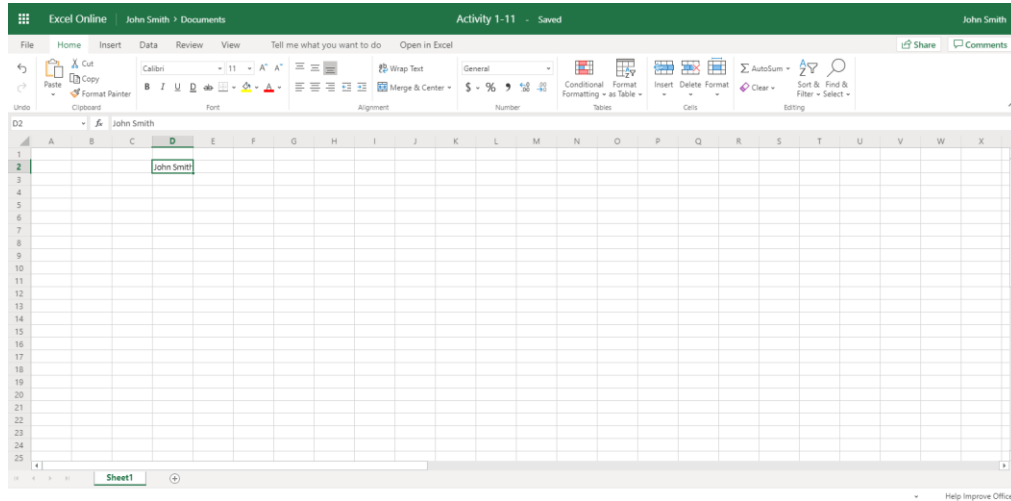 Excel Online John Smith > Documents Activity 1-11 - Saved John Smith
File Home Insert Data Review View Tell me what you want to do Open in Excel Share Comments
Cut Calibri 11 A^ A˅ Wrap Text General Σ AutoSum
Paste Copy
Format Painter B I U D ab A Merge & Center $ % , .00 Conditional Formatting Format as Table Insert Delete Format Clear Sort & Filter Find & Select
Undo Clipboard Font Alignment Number Tables Cells Editing
D2 fx John Smith
A B C D E F G H I J K L M N O P Q R S T U V W X
1
2 John Smith
3
4
5
6
7
8
9
10
11
12
13
14
15
16
17
18
19
20
21
22
23
24
25
Sheet1
Help Improve Office